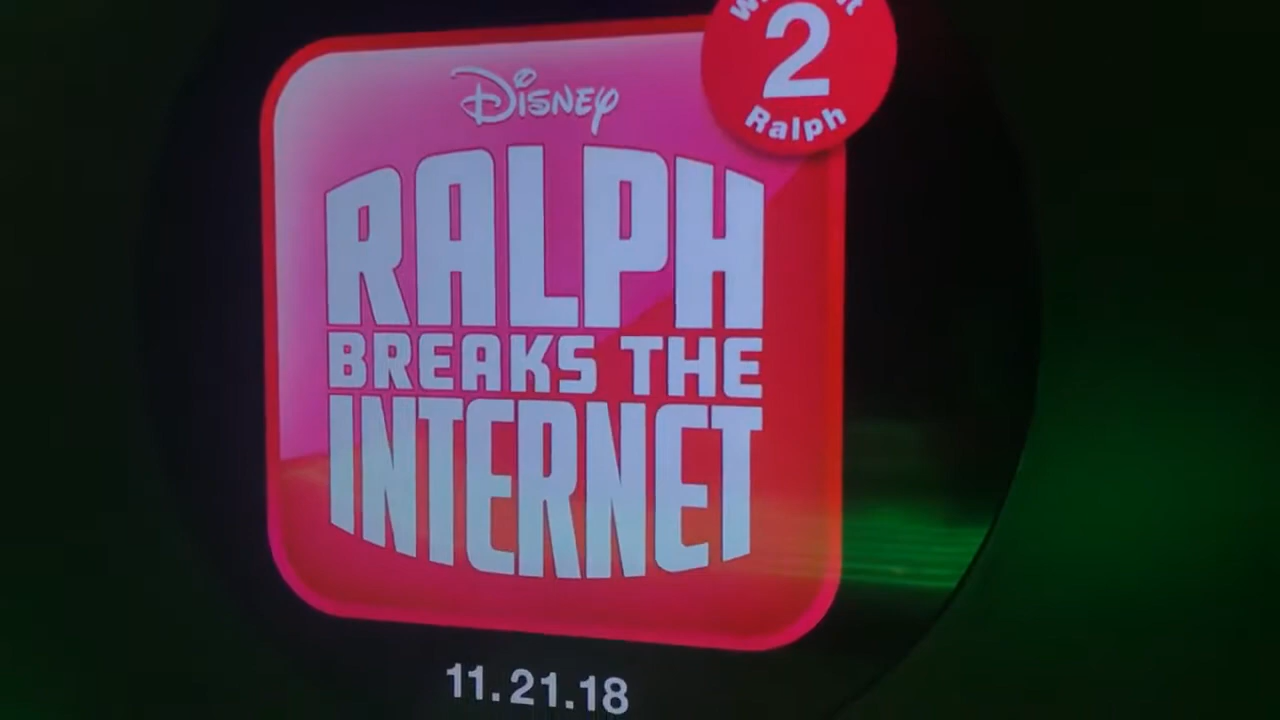 2
Ralph
DISNEY
RALPH
BREAKS THE
INTERNET
11.21.18